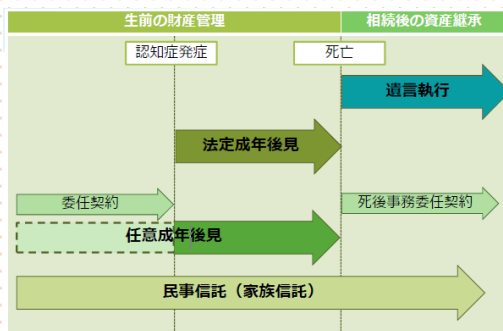 生前の財産管理
相続後の資産継承
認知症発症
死亡
遺言執行
法定成年後見
委任契約
死後事務委任契約
任意成年後見
民事信託（家族信託）